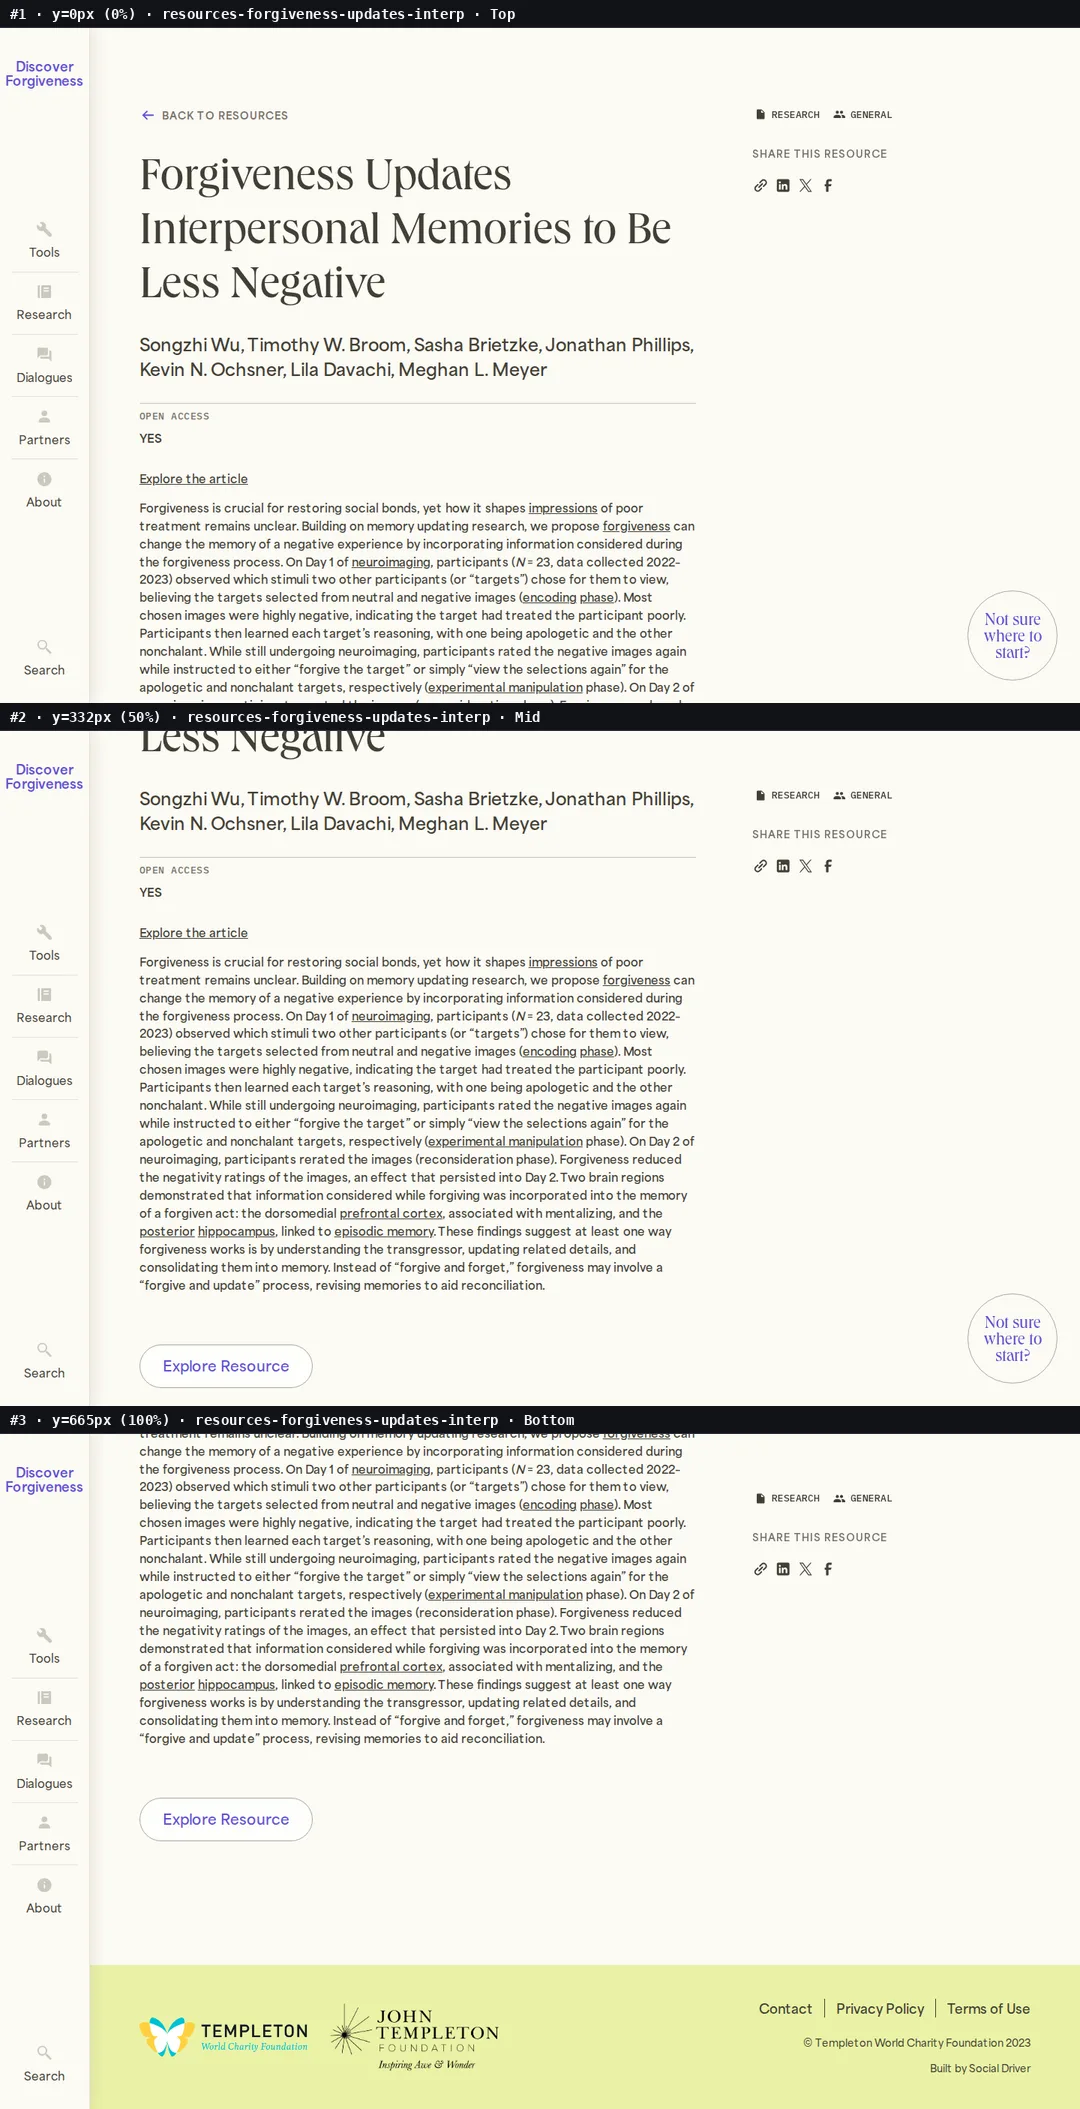 #1 · y=0px (0%) · resources-forgiveness-updates-interp · Top
Discover
Forgiveness
Tools
Research
Dialogues
Partners
About
Search
← BACK TO RESOURCES
Forgiveness Updates
Interpersonal Memories to Be
Less Negative
Songzhi Wu, Timothy W. Broom, Sasha Brietzke, Jonathan Phillips,
Kevin N. Ochsner, Lila Davachi, Meghan L. Meyer
OPEN ACCESS
YES
Explore the article
Forgiveness is crucial for restoring social bonds, yet how it shapes impressions of poor
treatment remains unclear. Building on memory updating research, we propose forgiveness can
change the memory of a negative experience by incorporating information considered during
the forgiveness process. On Day 1 of neuroimaging, participants (N = 23, data collected 2022–
2023) observed which stimuli two other participants (or “targets”) chose for them to view,
believing the targets selected from neutral and negative images (encoding phase). Most
chosen images were highly negative, indicating the target had treated the participant poorly.
Participants then learned each target’s reasoning, with one being apologetic and the other
nonchalant. While still undergoing neuroimaging, participants rated the negative images again
while instructed to either “forgive the target” or simply “view the selections again” for the
apologetic and nonchalant targets, respectively (experimental manipulation phase). On Day 2 of
RESEARCH GENERAL
SHARE THIS RESOURCE
Not sure
where to
start?
#2 · y=332px (50%) · resources-forgiveness-updates-interp · Mid
Discover
Forgiveness
Tools
Research
Dialogues
Partners
About
Search
Less Negative
Songzhi Wu, Timothy W. Broom, Sasha Brietzke, Jonathan Phillips,
Kevin N. Ochsner, Lila Davachi, Meghan L. Meyer
OPEN ACCESS
YES
Explore the article
Forgiveness is crucial for restoring social bonds, yet how it shapes impressions of poor
treatment remains unclear. Building on memory updating research, we propose forgiveness can
change the memory of a negative experience by incorporating information considered during
the forgiveness process. On Day 1 of neuroimaging, participants (N = 23, data collected 2022–
2023) observed which stimuli two other participants (or “targets”) chose for them to view,
believing the targets selected from neutral and negative images (encoding phase). Most
chosen images were highly negative, indicating the target had treated the participant poorly.
Participants then learned each target’s reasoning, with one being apologetic and the other
nonchalant. While still undergoing neuroimaging, participants rated the negative images again
while instructed to either “forgive the target” or simply “view the selections again” for the
apologetic and nonchalant targets, respectively (experimental manipulation phase). On Day 2 of
neuroimaging, participants rerated the images (reconsideration phase). Forgiveness reduced
the negativity ratings of the images, an effect that persisted into Day 2. Two brain regions
demonstrated that information considered while forgiving was incorporated into the memory
of a forgiven act: the dorsomedial prefrontal cortex, associated with mentalizing, and the
posterior hippocampus, linked to episodic memory. These findings suggest at least one way
forgiveness works is by understanding the transgressor, updating related details, and
consolidating them into memory. Instead of “forgive and forget,” forgiveness may involve a
“forgive and update” process, revising memories to aid reconciliation.
Explore Resource
RESEARCH GENERAL
SHARE THIS RESOURCE
Not sure
where to
start?
#3 · y=665px (100%) · resources-forgiveness-updates-interp · Bottom
Discover
Forgiveness
Tools
Research
Dialogues
Partners
About
Search
treatment remains unclear. Building on memory updating research, we propose forgiveness can
change the memory of a negative experience by incorporating information considered during
the forgiveness process. On Day 1 of neuroimaging, participants (N = 23, data collected 2022–
2023) observed which stimuli two other participants (or “targets”) chose for them to view,
believing the targets selected from neutral and negative images (encoding phase). Most
chosen images were highly negative, indicating the target had treated the participant poorly.
Participants then learned each target’s reasoning, with one being apologetic and the other
nonchalant. While still undergoing neuroimaging, participants rated the negative images again
while instructed to either “forgive the target” or simply “view the selections again” for the
apologetic and nonchalant targets, respectively (experimental manipulation phase). On Day 2 of
neuroimaging, participants rerated the images (reconsideration phase). Forgiveness reduced
the negativity ratings of the images, an effect that persisted into Day 2. Two brain regions
demonstrated that information considered while forgiving was incorporated into the memory
of a forgiven act: the dorsomedial prefrontal cortex, associated with mentalizing, and the
posterior hippocampus, linked to episodic memory. These findings suggest at least one way
forgiveness works is by understanding the transgressor, updating related details, and
consolidating them into memory. Instead of “forgive and forget,” forgiveness may involve a
“forgive and update” process, revising memories to aid reconciliation.
Explore Resource
RESEARCH GENERAL
SHARE THIS RESOURCE
TEMPLETON
World Charity Foundation
JOHN
TEMPLETON
FOUNDATION
Inspiring Awe & Wonder
Contact | Privacy Policy | Terms of Use
© Templeton World Charity Foundation 2023
Built by Social Driver